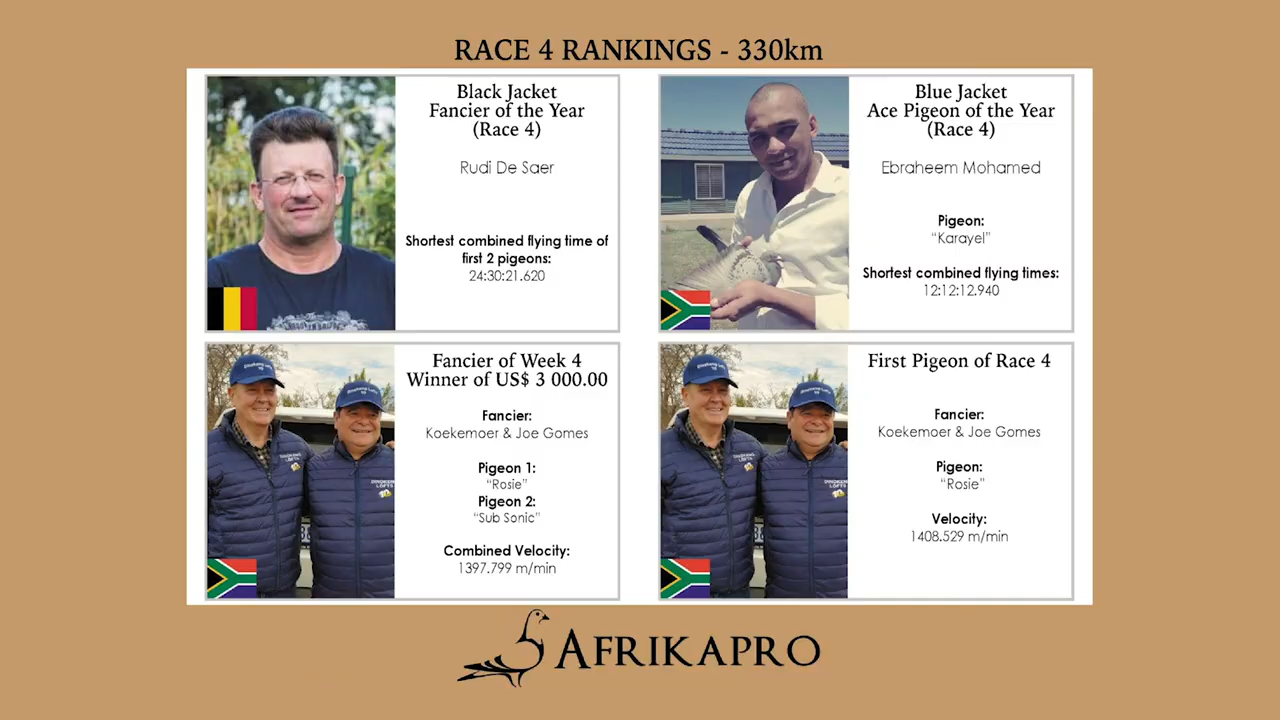 RACE 4 RANKINGS - 330km
Black Jacket
Fancier of the Year
(Race 4)
Rudi De Saer
Shortest combined flying time of
first 2 pigeons:
24:30:21.620
Blue Jacket
Ace Pigeon of the Year
(Race 4)
Ebraheem Mohamed
Pigeon:
“Karayel”
Shortest combined flying times:
12:12:12.940
Fancier of Week 4
Winner of US$ 3 000.00
Fancier:
Koekemoer & Joe Gomes
Pigeon 1:
“Rosie”
Pigeon 2:
“Sub Sonic”
Combined Velocity:
1397.799 m/min
First Pigeon of Race 4
Fancier:
Koekemoer & Joe Gomes
Pigeon:
“Rosie”
Velocity:
1408.529 m/min
AFRIKAPRO